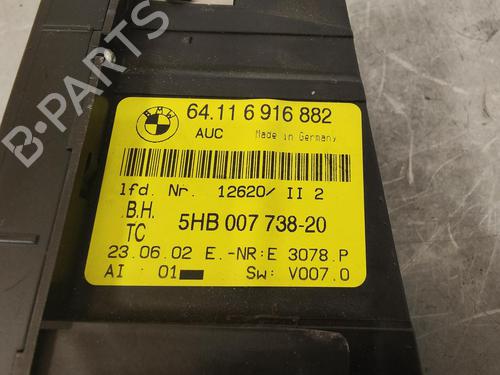 BMW
64.11 6 916 882
AUC Made in Germany
lfd. Nr. 12620/ II 2
B.H.
TC 5HB 007 738-20
23.06.02 E.-NR:E 3078.P
AI : 01 SW: V007.0